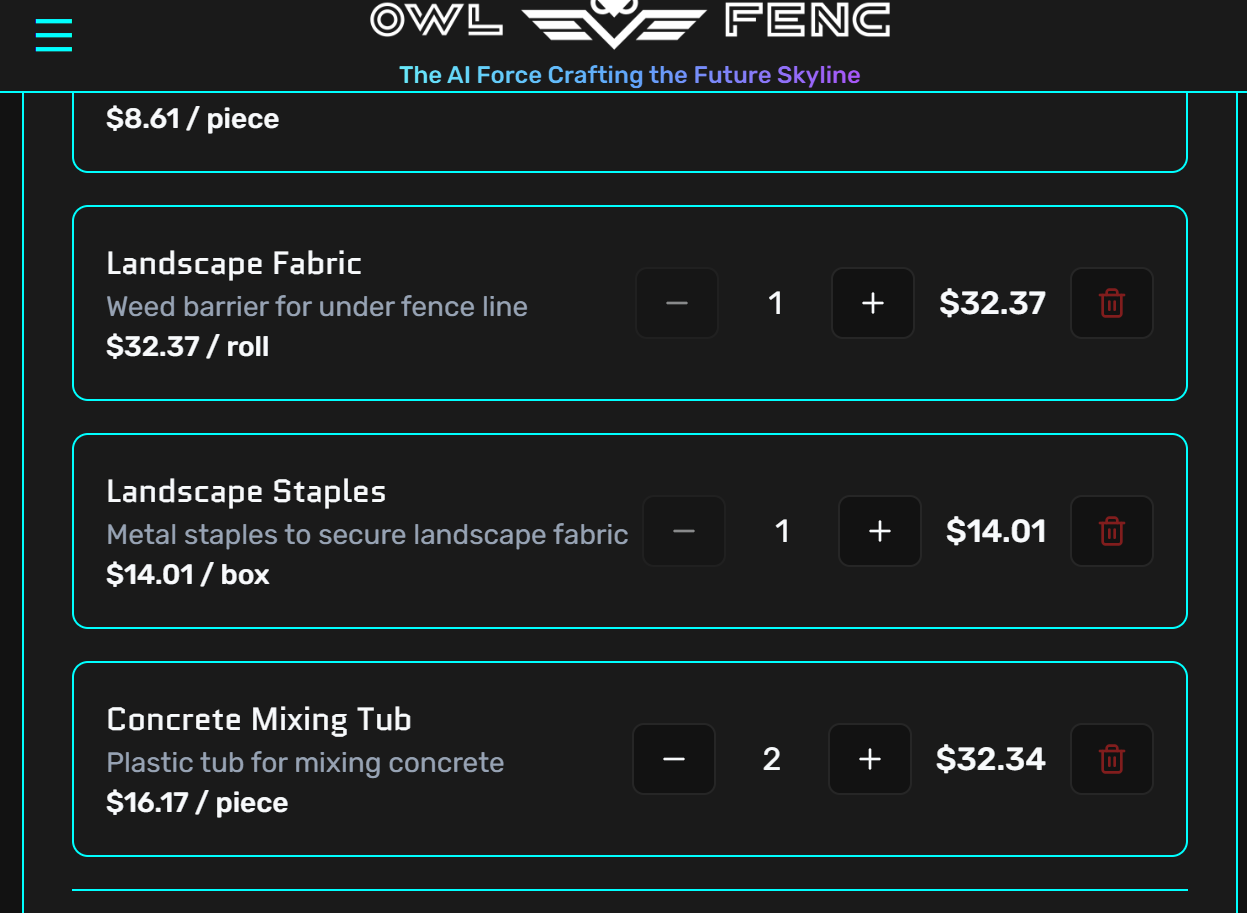 OWL FENC
The AI Force Crafting the Future Skyline
$8.61 / piece
Landscape Fabric
Weed barrier for under fence line
$32.37 / roll
1
$32.37
Landscape Staples
Metal staples to secure landscape fabric
$14.01 / box
1
$14.01
Concrete Mixing Tub
Plastic tub for mixing concrete
$16.17 / piece
2
$32.34